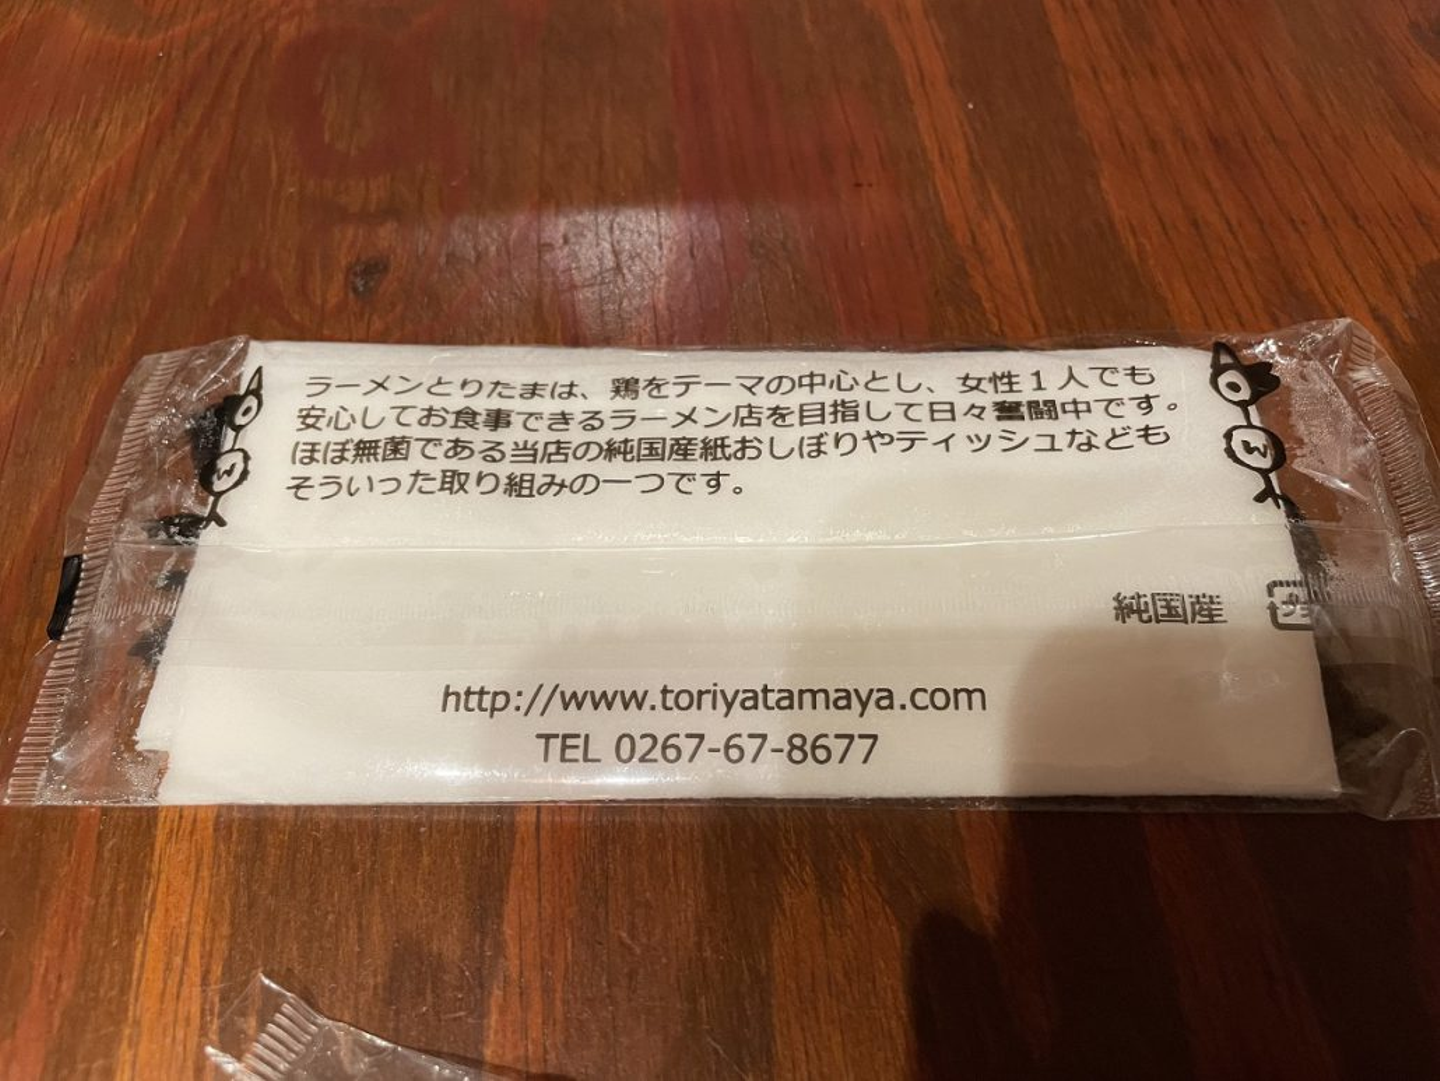 ラーメンとりたまは、鶏をテーマの中心とし、女性１人でも
安心してお食事できるラーメン店を目指して日々奮闘中です。
ほぼ無菌である当店の純国産紙おしぼりやティッシュなども
そういった取り組みの一つです。
純国産
プラ
http://www.toriyatamaya.com
TEL 0267-67-8677